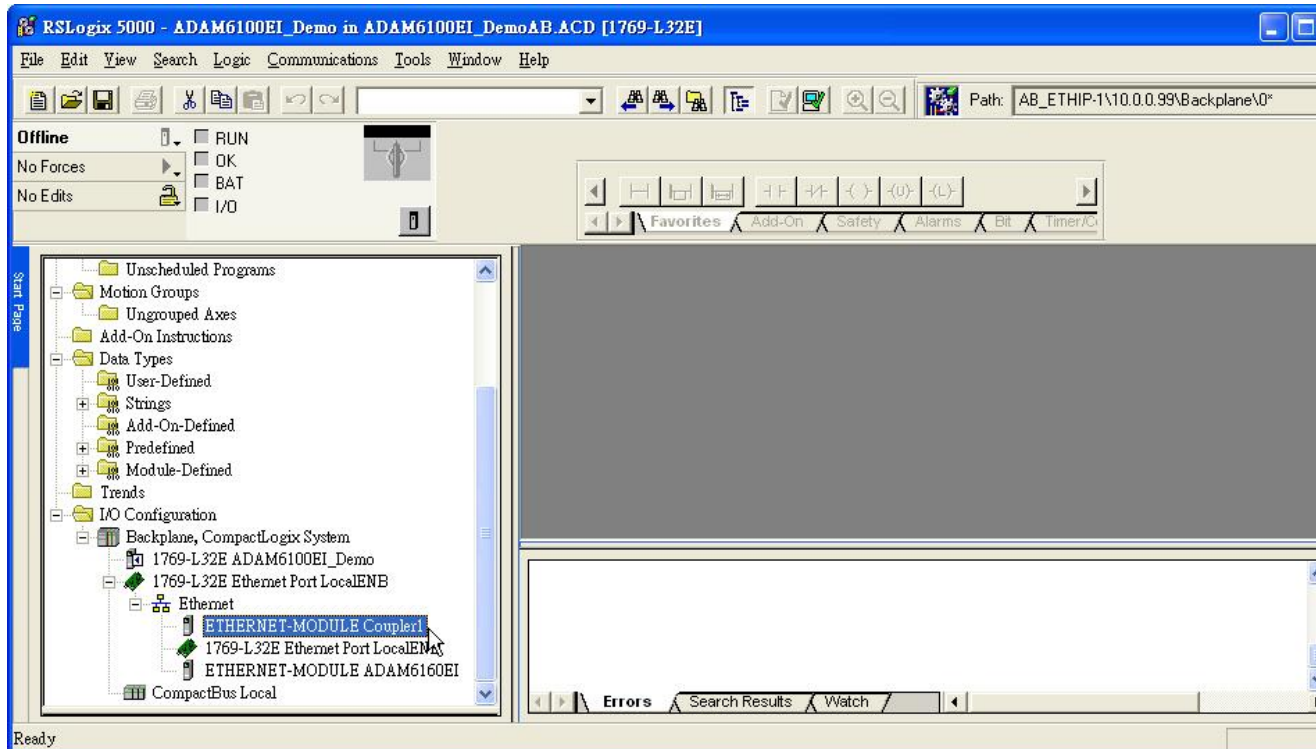 RSLogix 5000 - ADAM6100EI_Demo in ADAM6100EI_DemoAB.ACD [1769-L32E]
File Edit View Search Logic Communications Tools Window Help
Path: AB_ETHIP-1\10.0.0.99\Backplane\0*
Offline
RUN
No Forces
OK
BAT
No Edits
I/O
Favorites Add-On Safety Alarms Bit Timer/C
Start Page
Unscheduled Programs
Motion Groups
Ungrouped Axes
Add-On Instructions
Data Types
User-Defined
Strings
Add-On-Defined
Predefined
Module-Defined
Trends
I/O Configuration
Backplane, CompactLogix System
1769-L32E ADAM6100EI_Demo
1769-L32E Ethernet Port LocalENB
Ethernet
ETHERNET-MODULE Coupler1
1769-L32E Ethernet Port LocalENB
ETHERNET-MODULE ADAM6160EI
CompactBus Local
Errors Search Results Watch
Ready